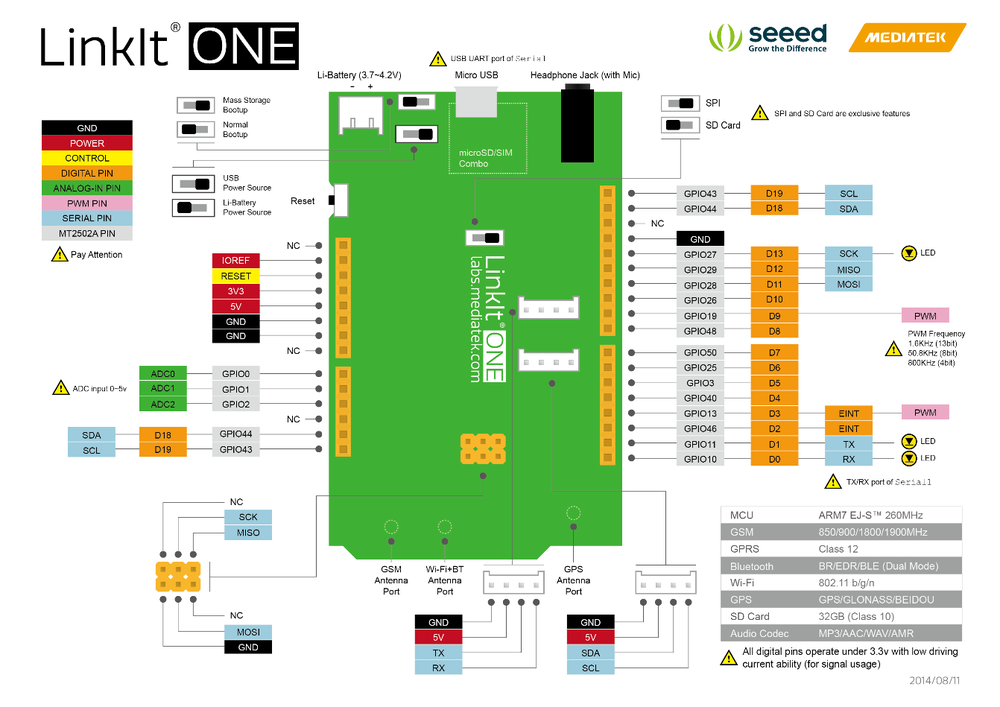 LinkIt® ONE
seeed
Grow the Difference
MEDIATEK
USB UART port of Serial
Li-Battery (3.7~4.2V)
Micro USB
Headphone Jack (with Mic)
- +
Mass Storage
Bootup
Normal
Bootup
USB
Power Source
Li-Battery
Power Source
Reset
microSD/SIM
Combo
SPI
SD Card
SPI and SD Card are exclusive features
GND
POWER
CONTROL
DIGITAL PIN
ANALOG-IN PIN
PWM PIN
SERIAL PIN
MT2502A PIN
Pay Attention
NC
IOREF
RESET
3V3
5V
GND
GND
NC
ADC input 0~5v
ADC0 GPIO0
ADC1 GPIO1
ADC2 GPIO2
NC
SDA D18 GPIO44
SCL D19 GPIO43
LinkIt® ONE
labs.mediatek.com
GPIO43 D19 SCL
GPIO44 D18 SDA
NC
GND
GPIO27 D13 SCK LED
GPIO29 D12 MISO
GPIO28 D11 MOSI
GPIO26 D10
GPIO19 D9 PWM
GPIO48 D8
PWM Frequency
1.6KHz (13bit)
50.8KHz (8bit)
800KHz (4bit)
GPIO50 D7
GPIO25 D6
GPIO3 D5
GPIO40 D4
GPIO13 D3 EINT PWM
GPIO46 D2 EINT
GPIO11 D1 TX LED
GPIO10 D0 RX LED
TX/RX port of Serial1
NC
SCK
MISO
NC
MOSI
GND
GSM
Antenna
Port
Wi-Fi+BT
Antenna
Port
GPS
Antenna
Port
GND
5V
TX
RX
GND
5V
SDA
SCL
MCU ARM7 EJ-S™ 260MHz
GSM 850/900/1800/1900MHz
GPRS Class 12
Bluetooth BR/EDR/BLE (Dual Mode)
Wi-Fi 802.11 b/g/n
GPS GPS/GLONASS/BEIDOU
SD Card 32GB (Class 10)
Audio Codec MP3/AAC/WAV/AMR
All digital pins operate under 3.3v with low driving
current ability (for signal usage)
2014/08/11